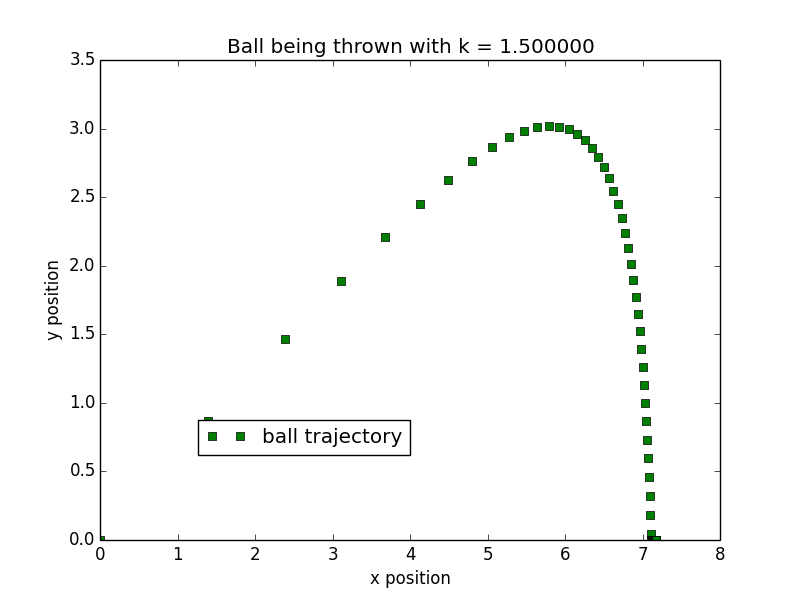 Ball being thrown with k = 1.500000
3.5
3.0
2.5
2.0
1.5
1.0
0.5
0.0
y position
ball trajectory
0 1 2 3 4 5 6 7 8
x position